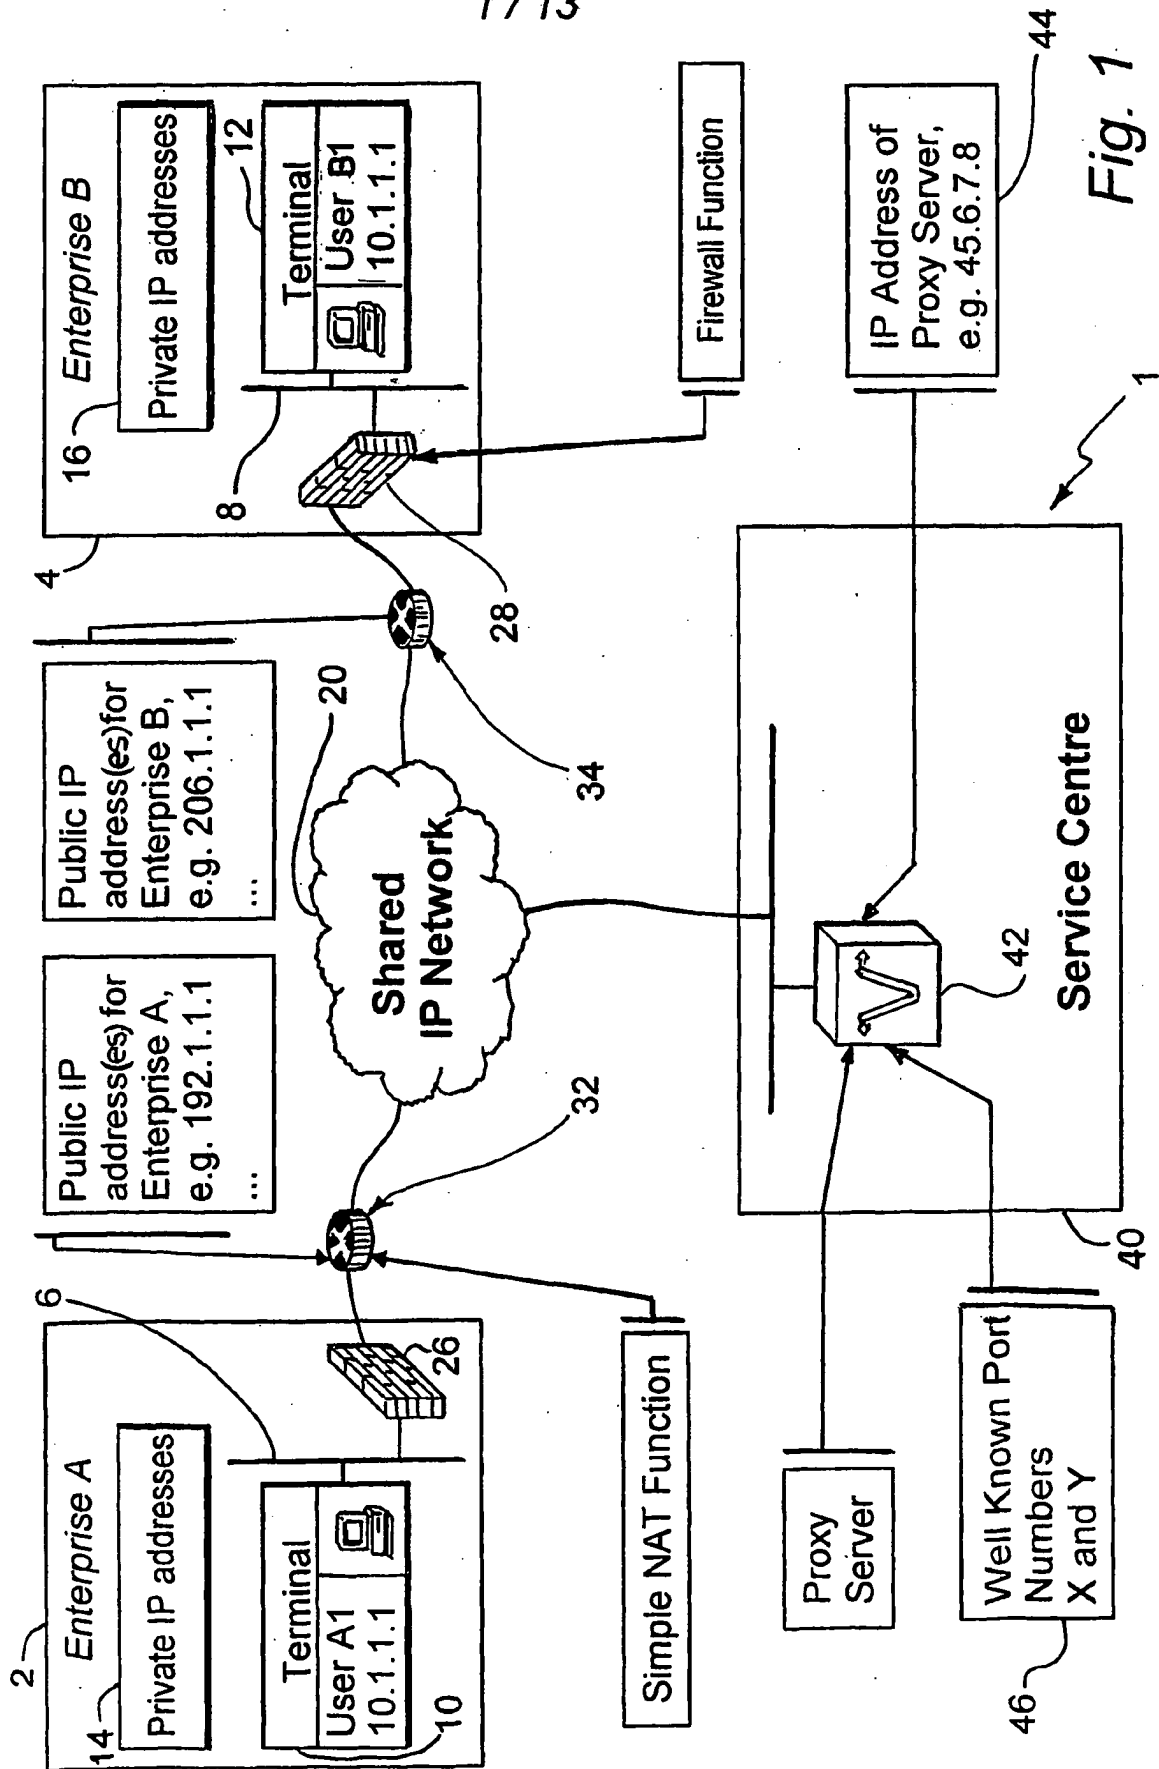 1 / 13
2
Enterprise A
14
Private IP addresses
6
Terminal
User A1
10.1.1.1
10
26
Public IP
address(es) for
Enterprise A,
e.g. 192.1.1.1
...
Public IP
address(es)for
Enterprise B,
e.g. 206.1.1.1
...
4
Enterprise B
16
Private IP addresses
8
12
Terminal
User B1
10.1.1.1
28
32
20
Shared
IP Network
34
Simple NAT Function
Firewall Function
Proxy
Server
Well Known Port
Numbers
X and Y
46
40
42
Service Centre
IP Address of
Proxy Server,
e.g. 45.6.7.8
44
1
Fig. 1